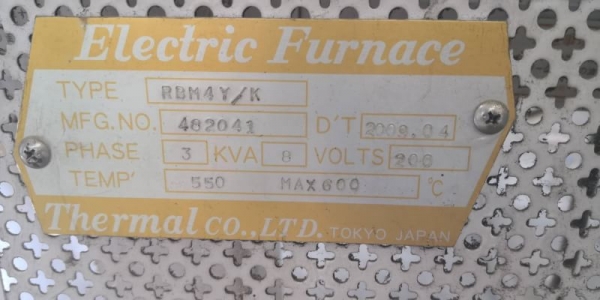 Electric Furnace
TYPE RBM4Y/K
MFG.NO. 482041 D'T 2009.04
PHASE 3 KVA 8 VOLTS 200
TEMP' 550 MAX600 °C
Thermal CO.,LTD. TOKYO JAPAN